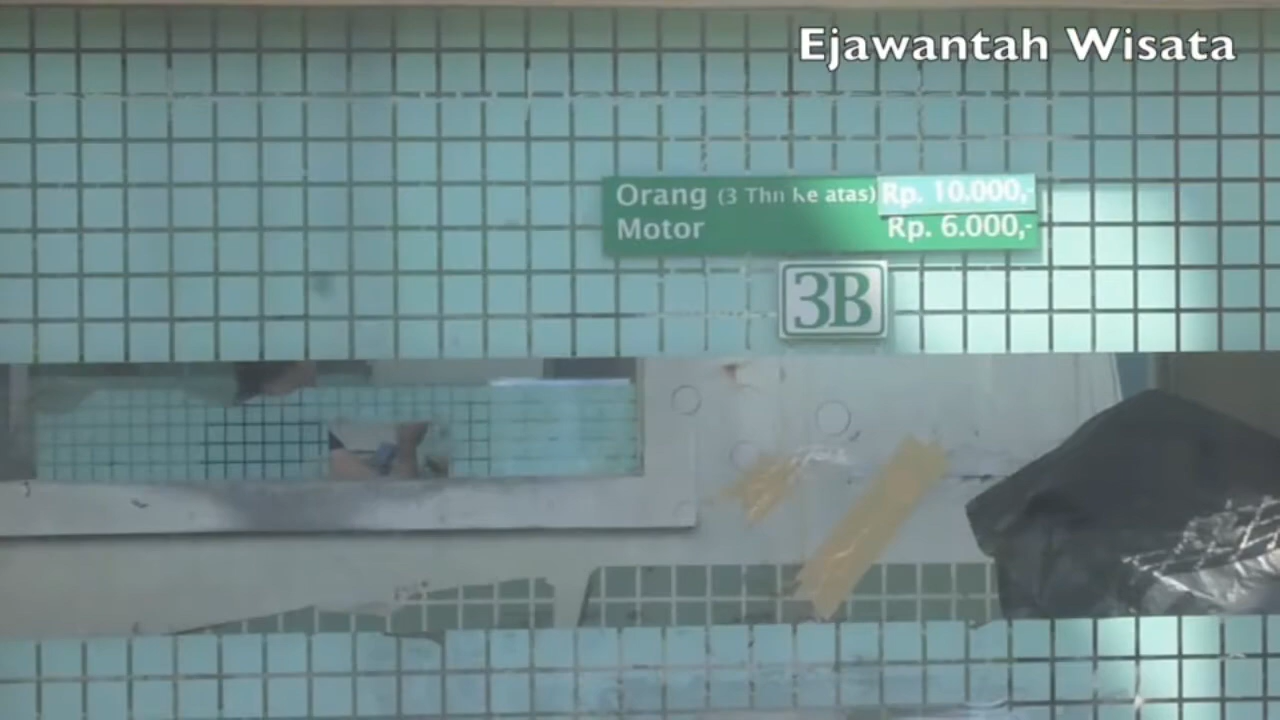 Ejawantah Wisata
Orang (3 Thn ke atas) Rp. 10.000,-
Motor Rp. 6.000,-
3B